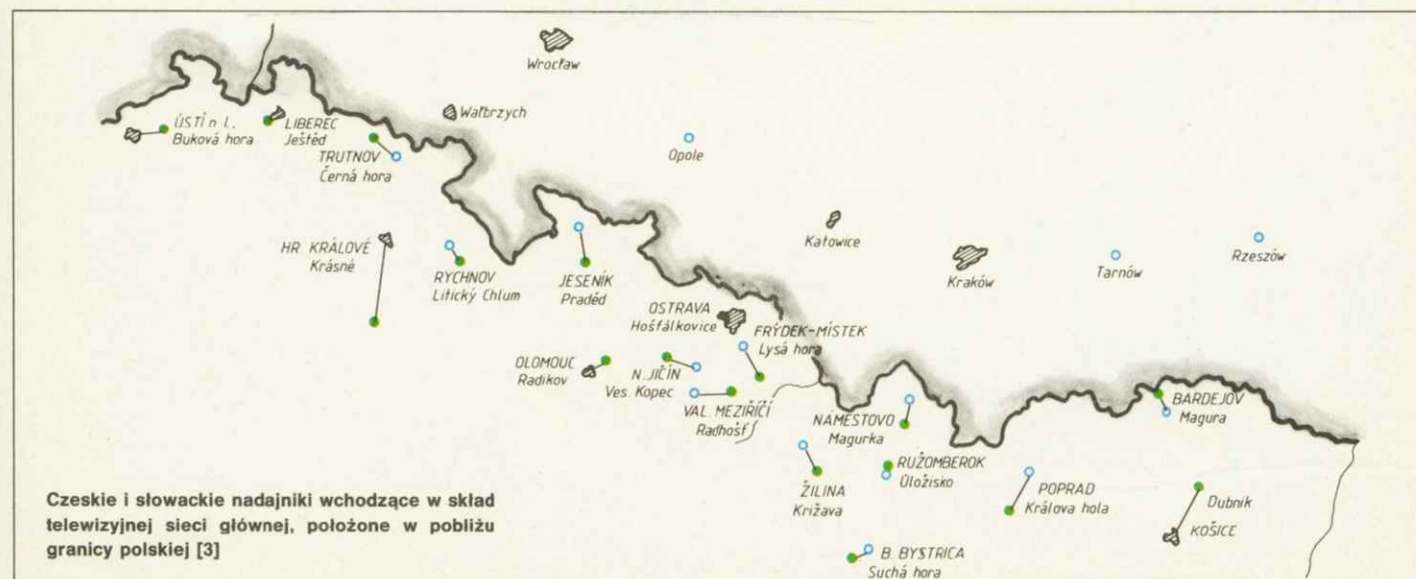 Wrocław
Wałbrzych
ÚSTÍ n L.
Buková hora
LIBEREC
Ještěd
TRUTNOV
Černá hora
Opole
HR. KRÁLOVÉ
Krásné
RYCHNOV
Litický Chlum
JESENÍK
Praděd
Katowice
Kraków
Tarnów
Rzeszów
OSTRAVA
Hošťálkovice
FRÝDEK-MÍSTEK
Lysá hora
OLOMOUC
Radíkov
N. JIČÍN
Ves. Kopec
VAL. MEZIŘÍČÍ
Radhošť
NÁMESTOVO
Magurka
BARDEJOV
Magura
RUŽOMBEROK
Úložisko
ŽILINA
Križava
POPRAD
Králova hola
Dubnik
KOŠICE
B. BYSTRICA
Suchá hora
Czeskie i słowackie nadajniki wchodzące w skład
telewizyjnej sieci głównej, położone w pobliżu
granicy polskiej [3]